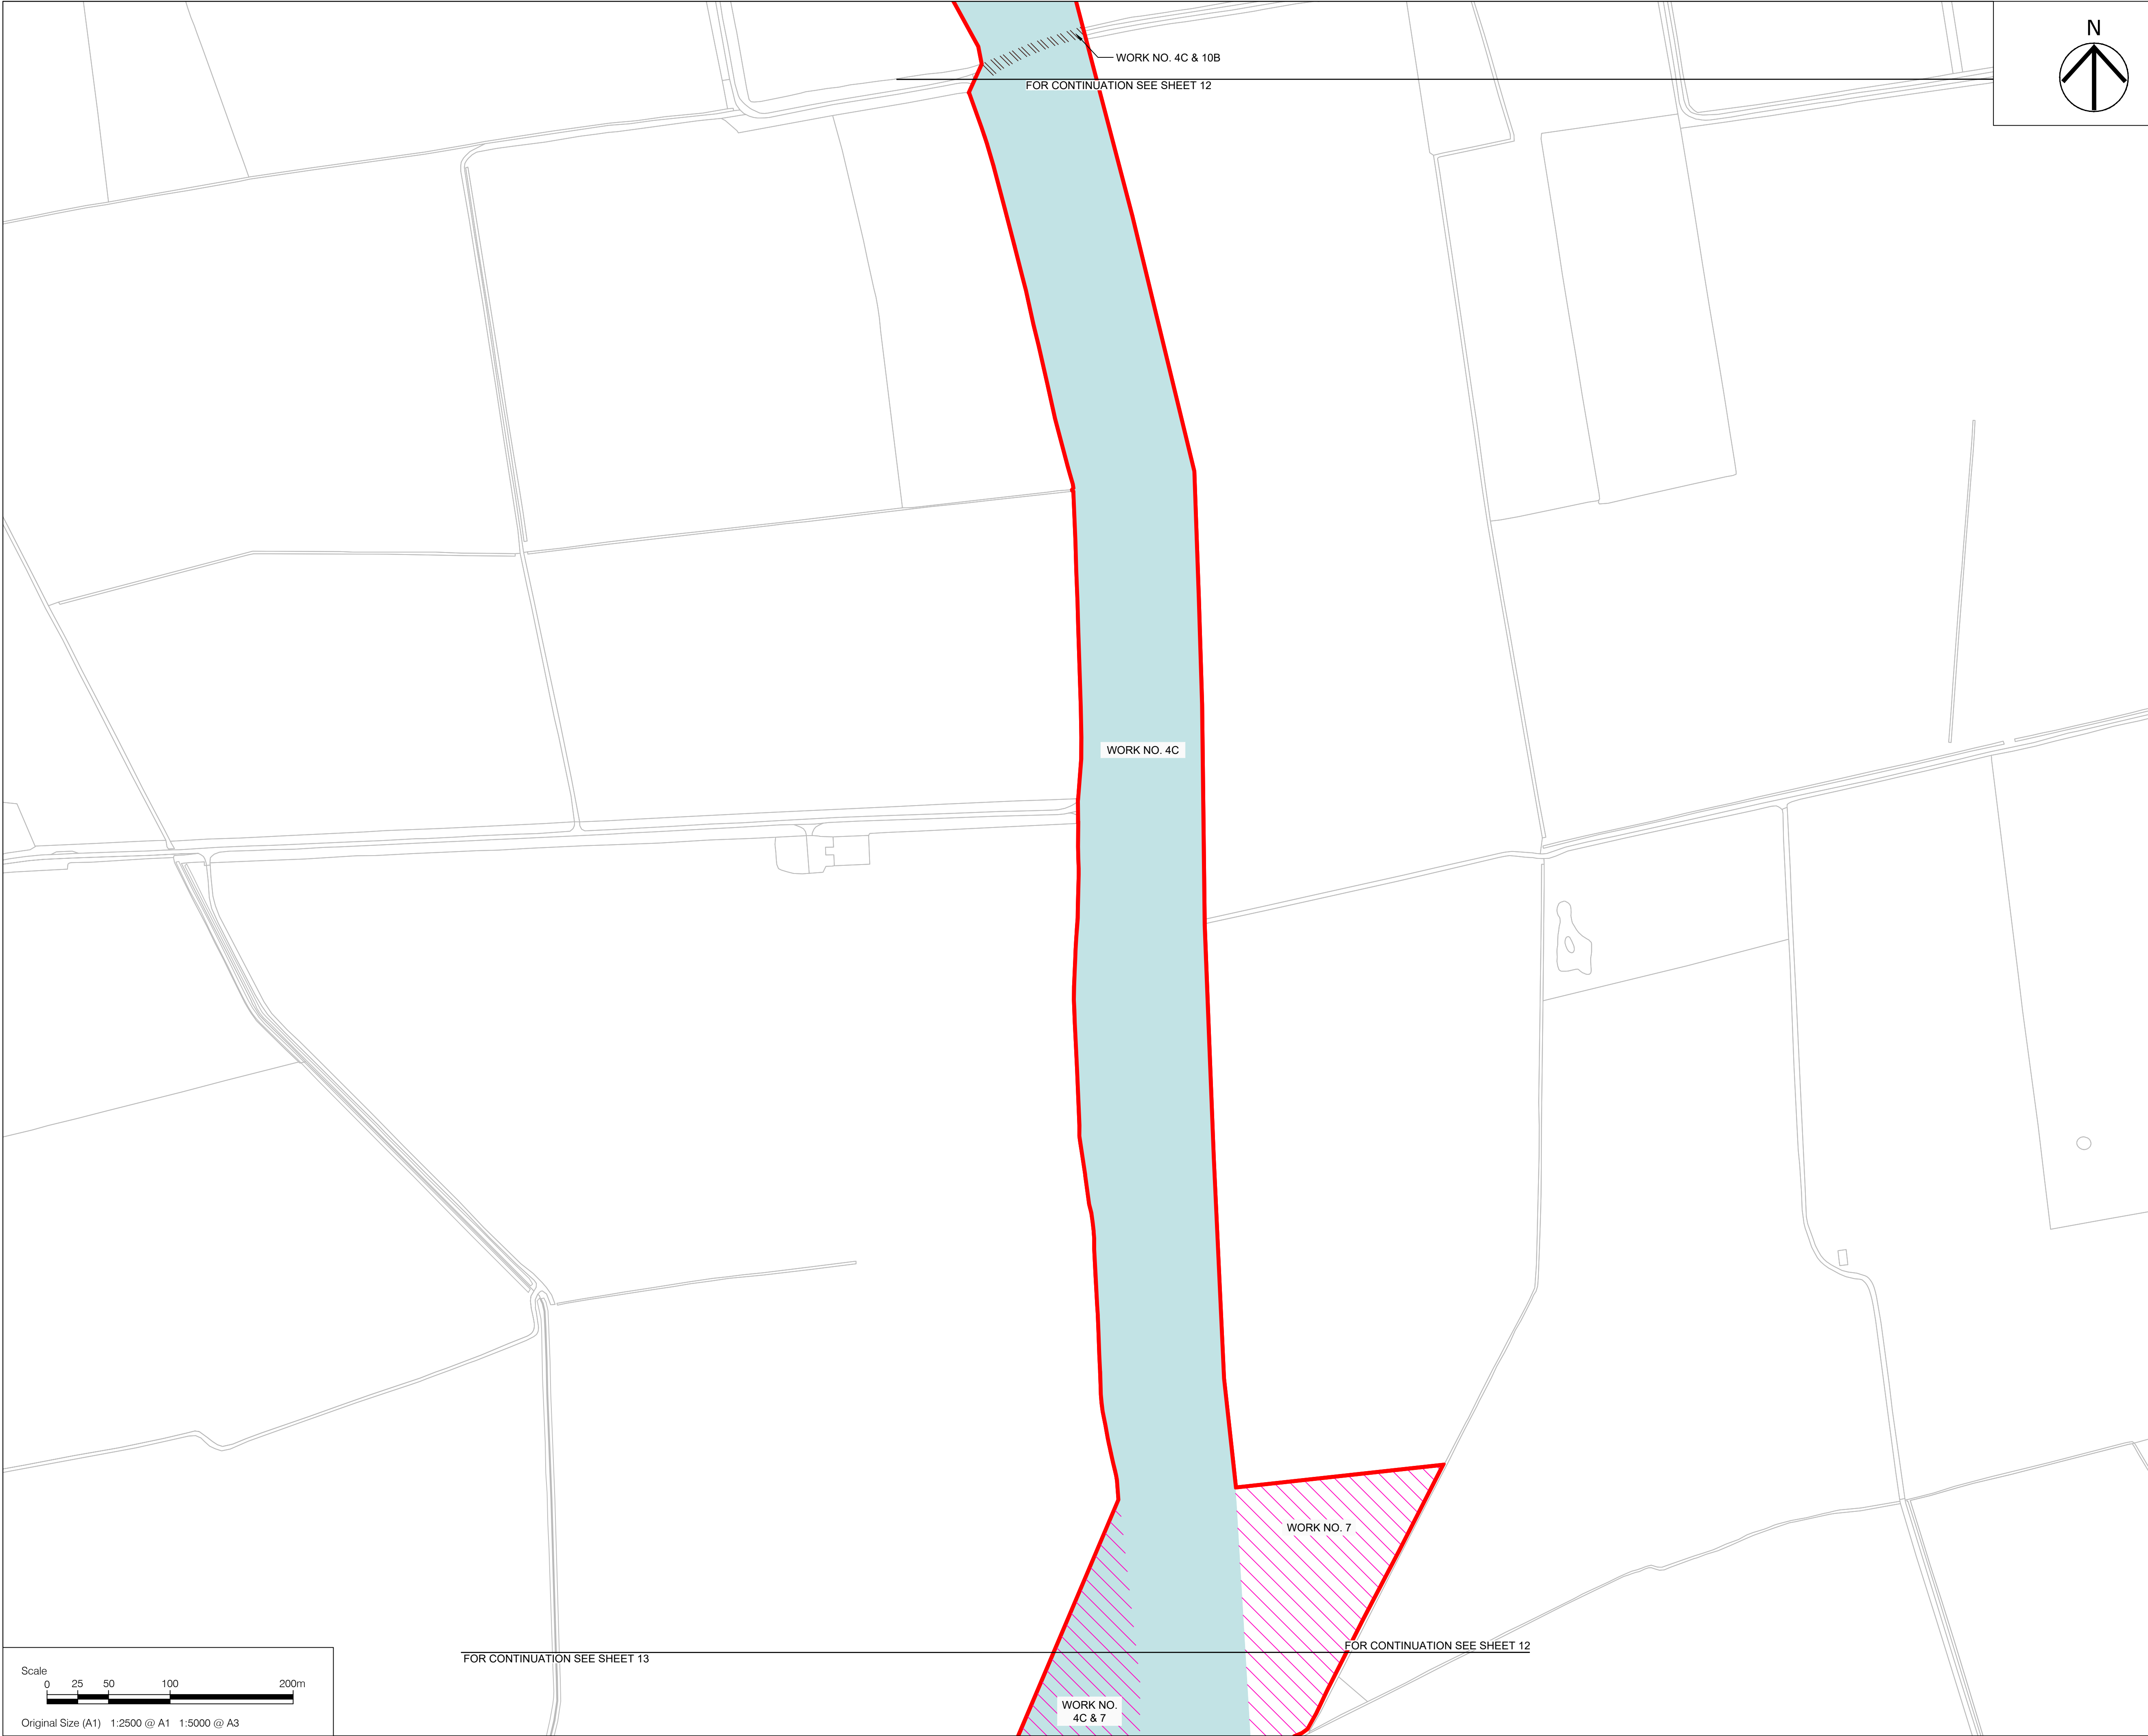 N
WORK NO. 4C & 10B
FOR CONTINUATION SEE SHEET 12
WORK NO. 4C
WORK NO. 7
FOR CONTINUATION SEE SHEET 12
FOR CONTINUATION SEE SHEET 13
WORK NO.
4C & 7
Scale
0 25 50 100 200m
Original Size (A1) 1:2500 @ A1 1:5000 @ A3